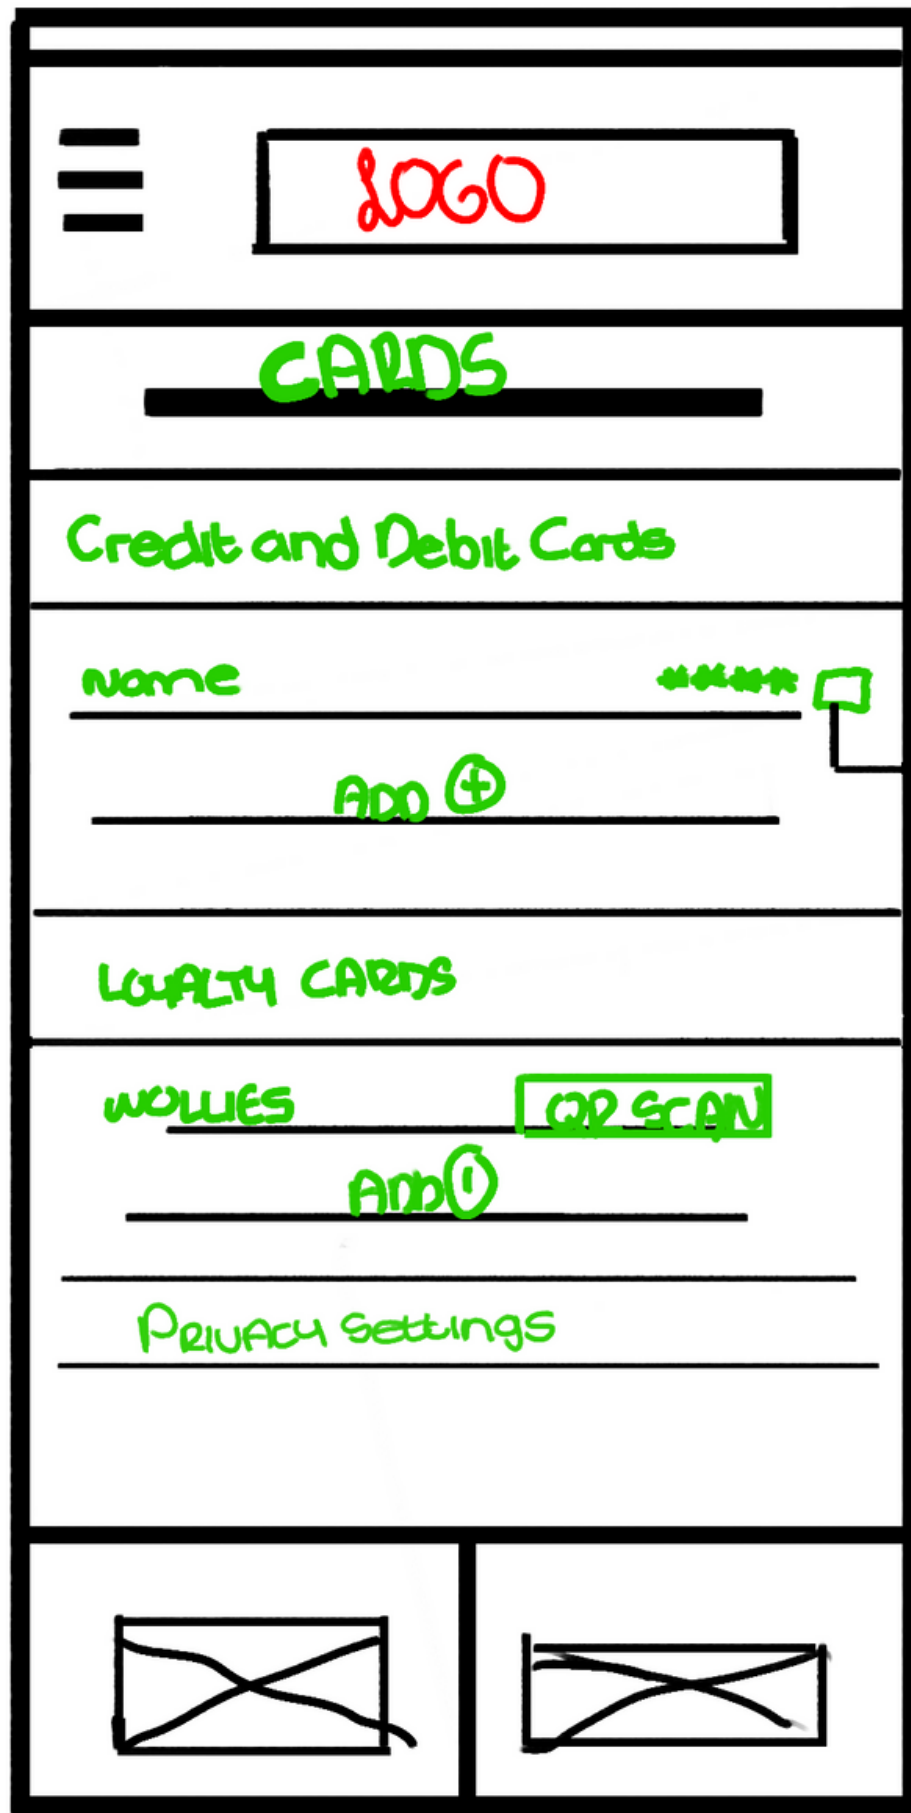 LOGO
CARDS
Credit and Debit Cards
Name *****
ADD +
LOYALTY CARDS
WOLLIES QR SCAN
ADD
Privacy Settings